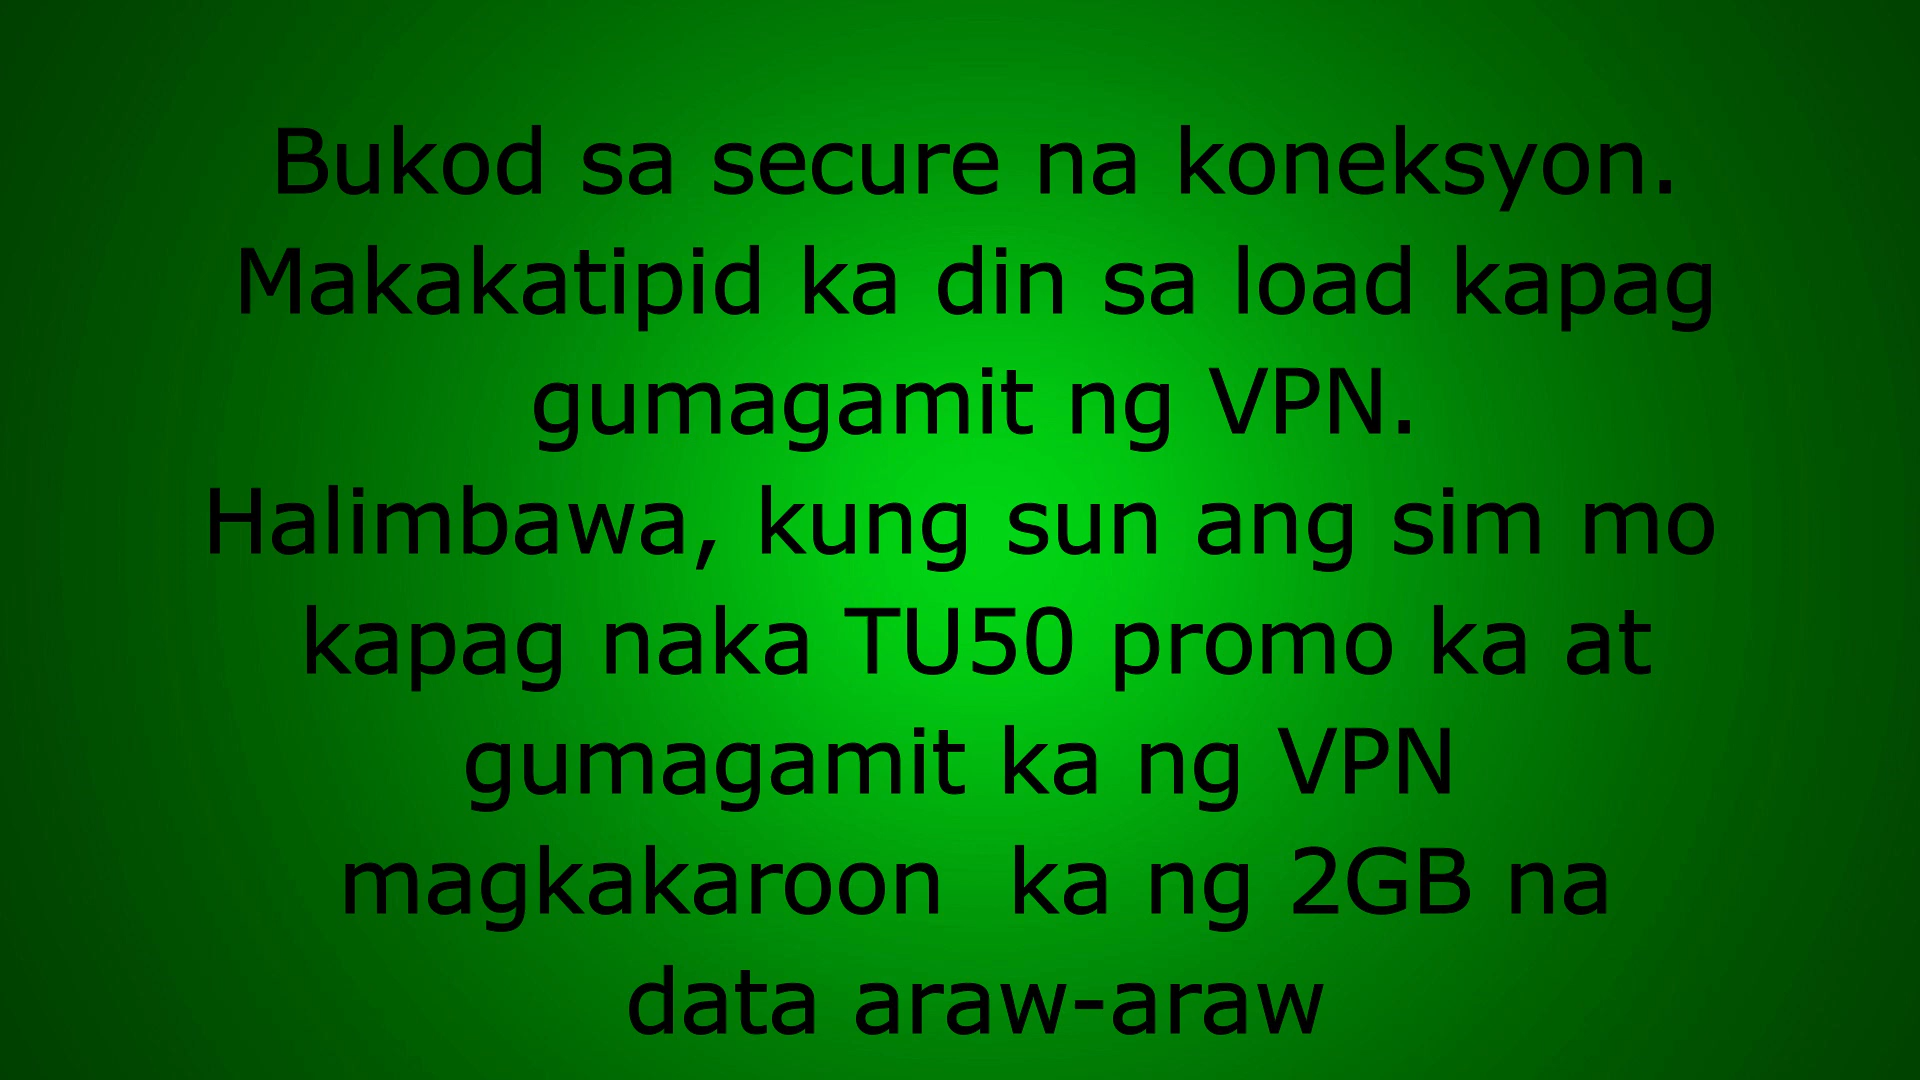 Bukod sa secure na koneksyon.
Makakatipid ka din sa load kapag
gumagamit ng VPN.
Halimbawa, kung sun ang sim mo
kapag naka TU50 promo ka at
gumagamit ka ng VPN
magkakaroon  ka ng 2GB na
data araw-araw